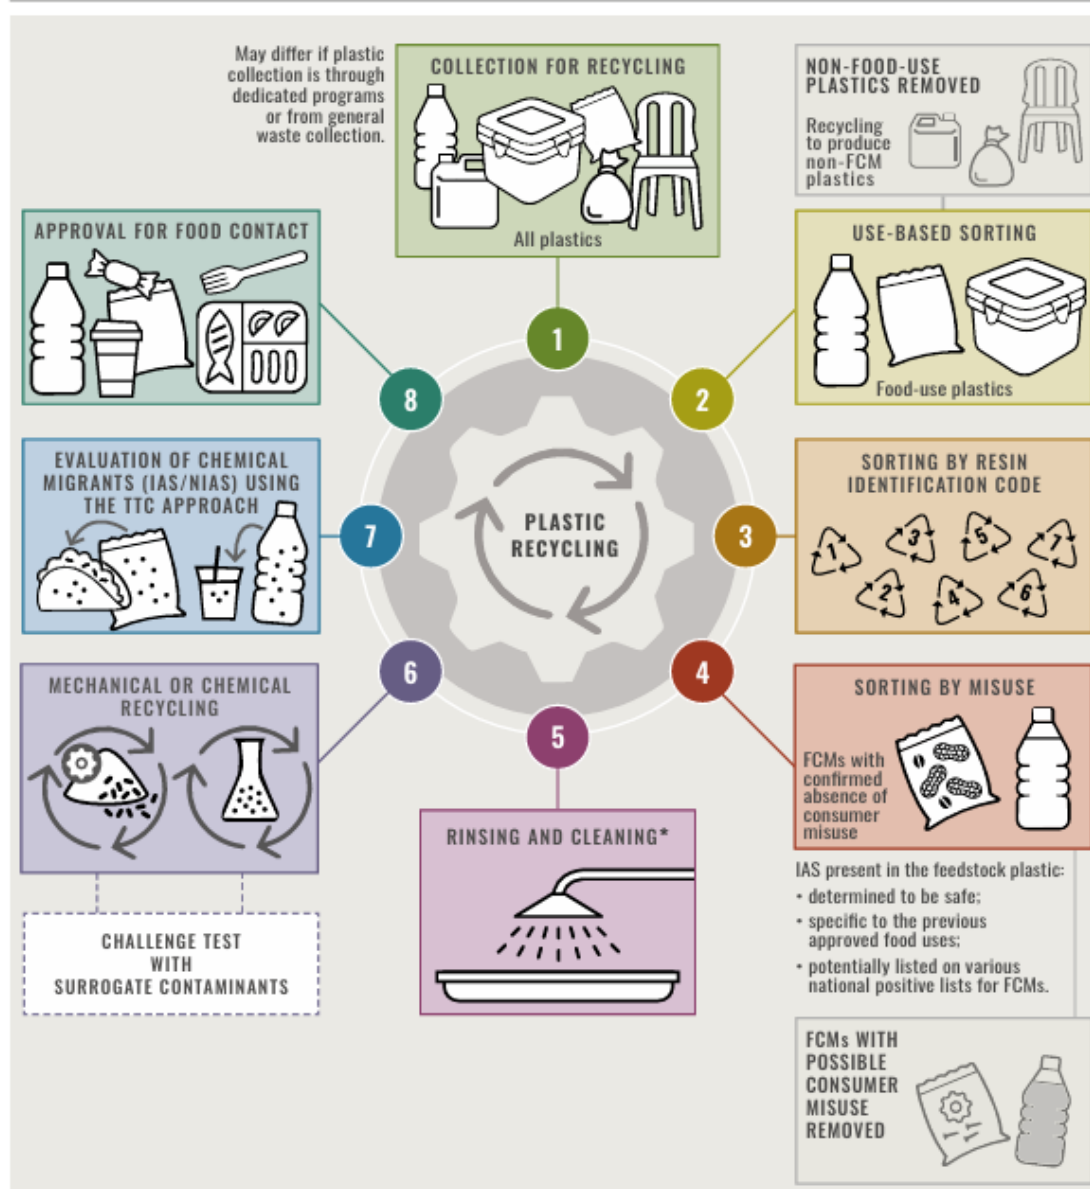 May differ if plastic
collection is through
dedicated programs
or from general
waste collection.
COLLECTION FOR RECYCLING
All plastics
NON-FOOD-USE
PLASTICS REMOVED
Recycling
to produce
non-FCM
plastics
APPROVAL FOR FOOD CONTACT
USE-BASED SORTING
Food-use plastics
1
2
3
4
5
6
7
8
PLASTIC
RECYCLING
EVALUATION OF CHEMICAL
MIGRANTS (IAS/NIAS) USING
THE TTC APPROACH
SORTING BY RESIN
IDENTIFICATION CODE
1
3
5
7
2
4
6
MECHANICAL OR CHEMICAL
RECYCLING
SORTING BY MISUSE
FCMs with
confirmed
absence of
consumer
misuse
RINSING AND CLEANING*
CHALLENGE TEST
WITH
SURROGATE CONTAMINANTS
IAS present in the feedstock plastic:
• determined to be safe;
• specific to the previous
approved food uses;
• potentially listed on various
national positive lists for FCMs.
FCMs WITH
POSSIBLE
CONSUMER
MISUSE
REMOVED